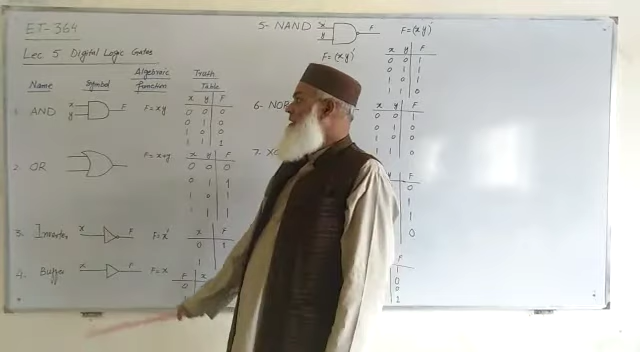 ET-364
Lec 5 Digital Logic Gates
Name Symbol Algebraic Function Truth Table
1. AND x y F F=xy
x y F
0 0 0
0 1 0
1 0 0
1 1 1
2. OR F=x+y
x y F
0 0 0
0 1 1
1 0 1
1 1 1
3. Inverter x F F=x'
x F
0 1
1
4. Buffer x F F=x
F x
0
5- NAND x y F F=(xy)'
F=(xy)'
x y F
0 0 1
0 1 1
1 0 1
1 1 0
6- NOR
x y F
0 0 1
0 1 0
1 0 0
1 1 0
7. XO
y F
0
1
1
0
F
1
0
0
1